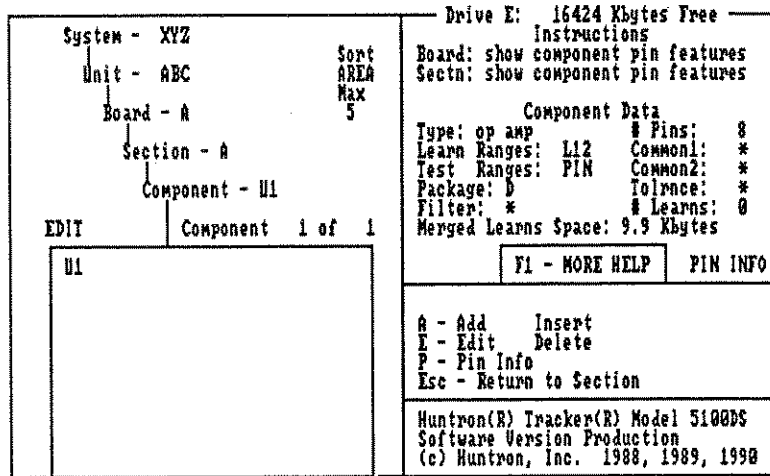 System - XYZ
Unit - ABC
Board - A
Section - A
Component - U1
Sort
AREA
Max
5
EDIT Component 1 of 1
U1
Drive E: 16424 Kbytes Free
Instructions
Board: show component pin features
Sectn: show component pin features
Component Data
Type: op amp # Pins: 8
Learn Ranges: L12 Common1: *
Test Ranges: PIN Common2: *
Package: D Tolrnce: *
Filter: * # Learns: 0
Merged Learns Space: 9.9 Kbytes
F1 - MORE HELP PIN INFO
A - Add Insert
E - Edit Delete
P - Pin Info
Esc - Return to Section
Huntron(R) Tracker(R) Model 5100DS
Software Version Production
(c) Huntron, Inc. 1988, 1989, 1990